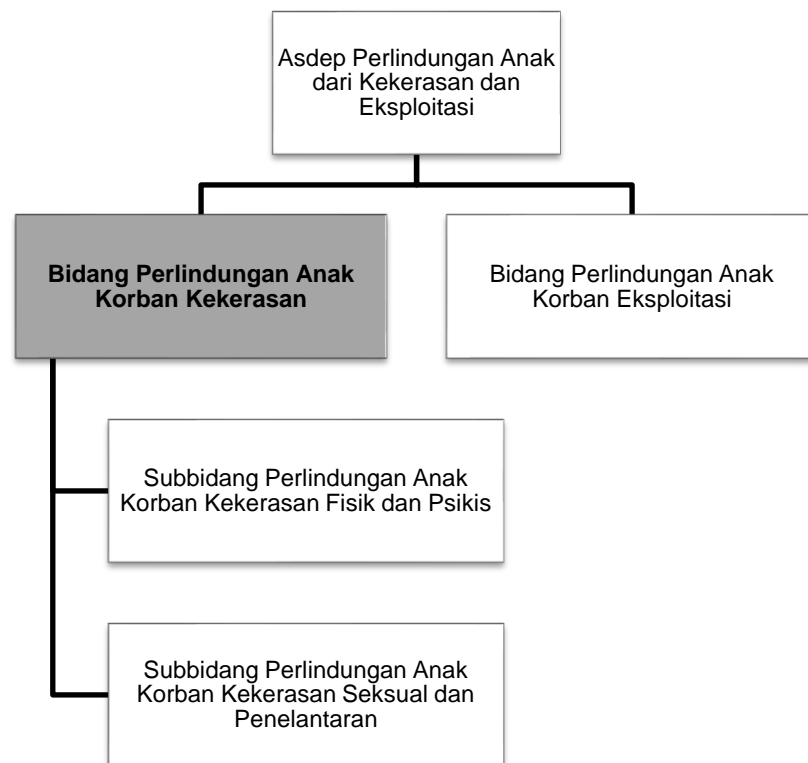 Asdep Perlindungan Anak
dari Kekerasan dan
Eksploitasi
Bidang Perlindungan Anak
Korban Kekerasan
Bidang Perlindungan Anak
Korban Eksploitasi
Subbidang Perlindungan Anak
Korban Kekerasan Fisik dan Psikis
Subbidang Perlindungan Anak
Korban Kekerasan Seksual dan
Penelantaran